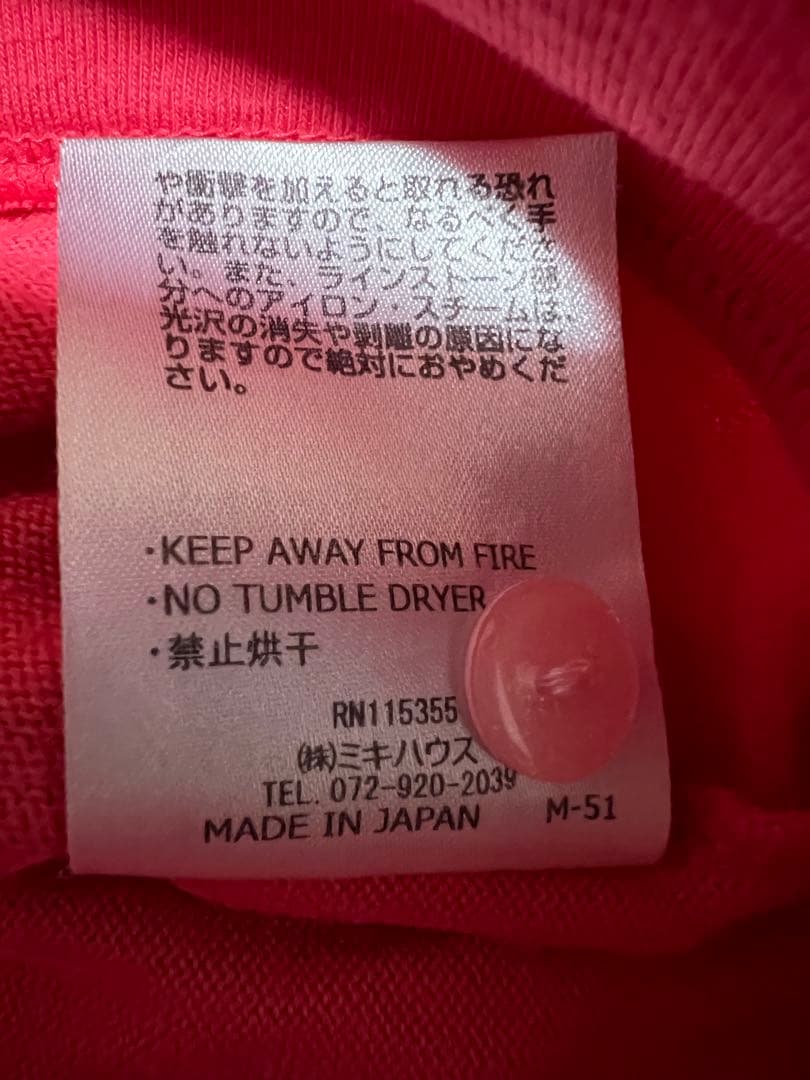 や衝撃を加えると取れる恐れ
がありますので、なるべく手
を触れないようにしてくださ
い。また、ラインストーン部
分へのアイロン・スチームは、
光沢の消失や剥離の原因にな
りますので絶対におやめくだ
さい。
・KEEP AWAY FROM FIRE
・NO TUMBLE DRYER
・禁止烘干
RN115355
㈱ミキハウス
TEL. 072-920-2039
MADE IN JAPAN M-51